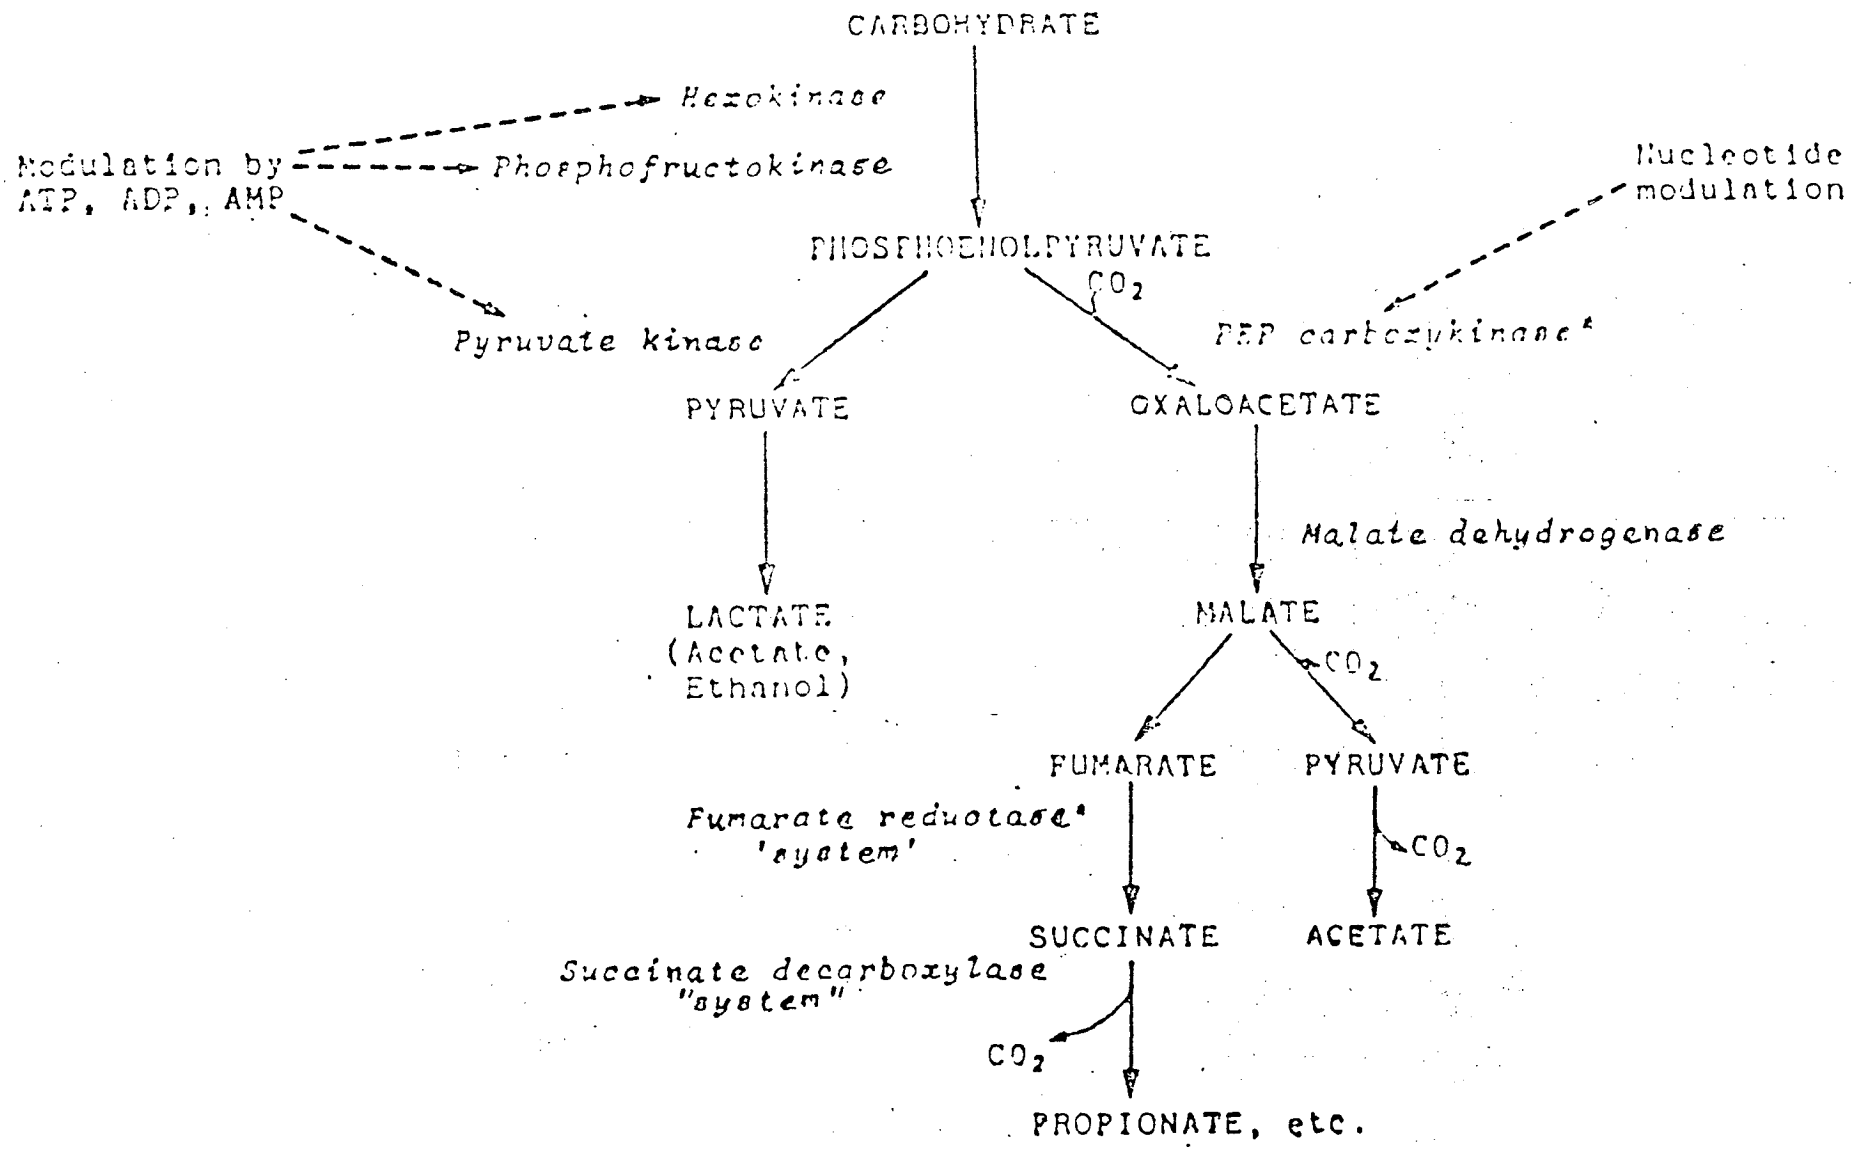 CARBOHYDRATE
Hexokinase
Modulation by
ATP, ADP, AMP
Phosphofructokinase
Nucleotide
modulation
PHOSPHOENOLPYRUVATE
CO2
Pyruvate kinase
PEP carboxykinase*
PYRUVATE
OXALOACETATE
Malate dehydrogenase
LACTATE
(Acetate,
Ethanol)
MALATE
CO2
FUMARATE
PYRUVATE
Fumarate reductase*
'system'
CO2
SUCCINATE
ACETATE
Succinate decarboxylase
"system"
CO2
PROPIONATE, etc.